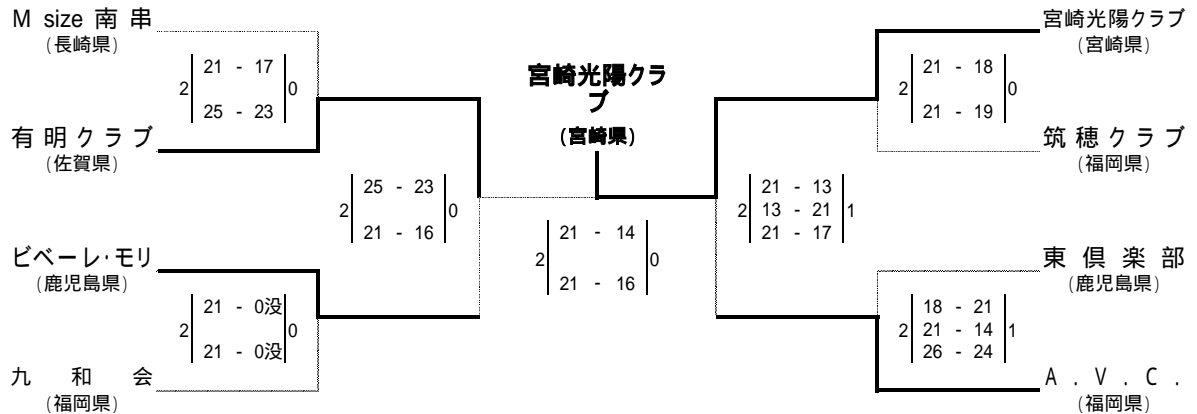 M size 南 串
(長崎県)
2 21 - 17 0
25 - 23
有 明 ク ラ ブ
(佐賀県)
25 - 23
2 0
21 - 16
ビベーレ・モリ
(鹿児島県)
21 - 0没
2 0
21 - 0没
九 和 会
(福岡県)
宮崎光陽クラ
ブ
(宮崎県)
21 - 14
2 0
21 - 16
宮崎光陽クラブ
(宮崎県)
21 - 18
2 0
21 - 19
筑 穂 ク ラ ブ
(福岡県)
21 - 13
2 13 - 21 1
21 - 17
東 倶 楽 部
(鹿児島県)
18 - 21
2 21 - 14 1
26 - 24
A . V . C .
(福岡県)